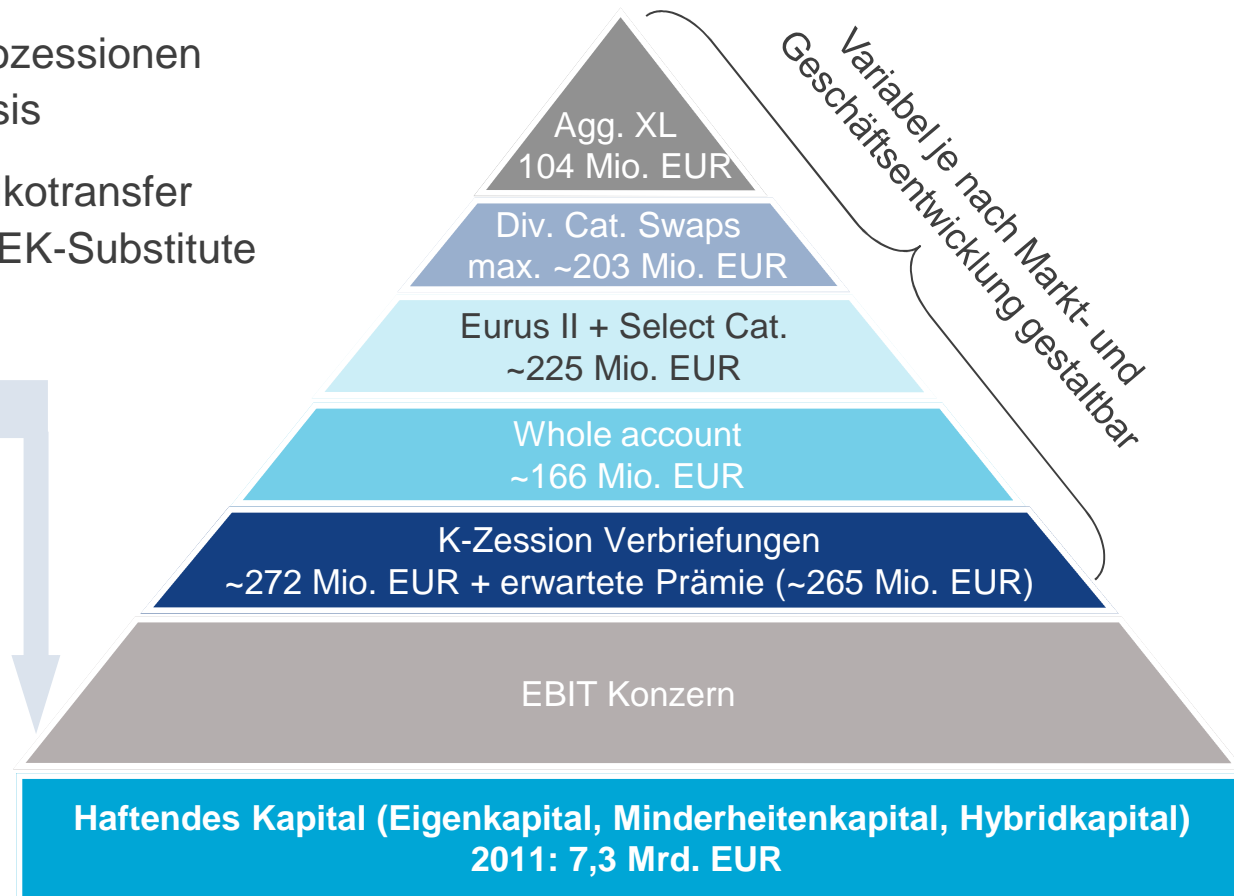 sis
kotransfer
EK-Substitute
Agg. XL
104 Mio. EUR
Div. Cat. Swaps
max. ~203 Mio. EUR
Eurus II + Select Cat.
~225 Mio. EUR
Whole account
~166 Mio. EUR
K-Zession Verbriefungen
~272 Mio. EUR + erwartete Prämie (~265 Mio. EUR)
EBIT Konzern
Haftendes Kapital (Eigenkapital, Minderheitenkapital, Hybridkapital)
2011: 7,3 Mrd. EUR
Variabel je nach Markt- und
Geschäftsentwicklung gestaltbar